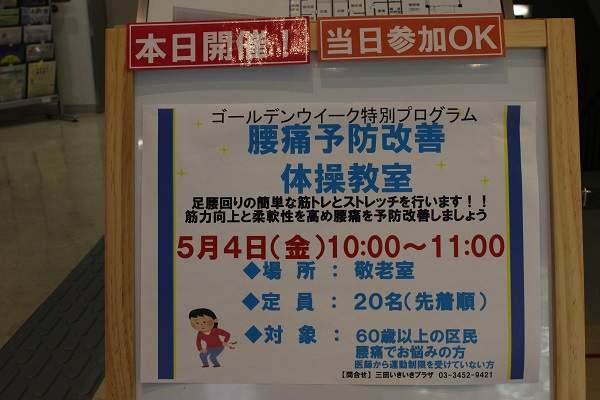 本日開催！ 当日参加OK
ゴールデンウイーク特別プログラム
腰痛予防改善
体操教室
足腰回りの簡単な筋トレとストレッチを行います！！
筋力向上と柔軟性を高め腰痛を予防改善しましょう
5月4日(金)10:00～11:00
◆場　所　：　敬老室
◆定　員　：　20名(先着順)
◆対　象　：　60歳以上の区民
腰痛でお悩みの方
医師から運動制限を受けていない方
【問合せ】 三田いきいきプラザ　03-3452-9421